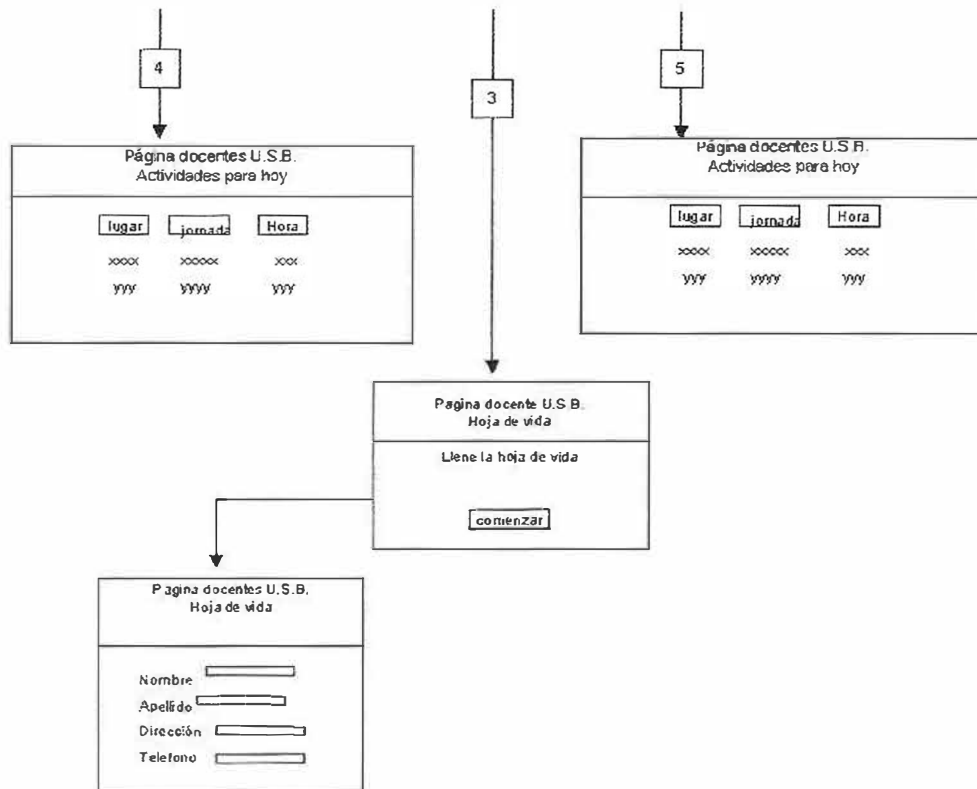 4
3
5
Página docentes U.S.B.
Actividades para hoy
lugar jornada Hora
xxxx xxxxx xxx
yyy yyyy yyy
Página docentes U.S.B.
Actividades para hoy
lugar jornada Hora
xxxx xxxxx xxx
yyy yyyy yyy
Pagina docente U.S.B.
Hoja de vida
Llene la hoja de vida
comenzar
Pagina docentes U.S.B.
Hoja de vida
Nombre
Apellido
Dirección
Telefono